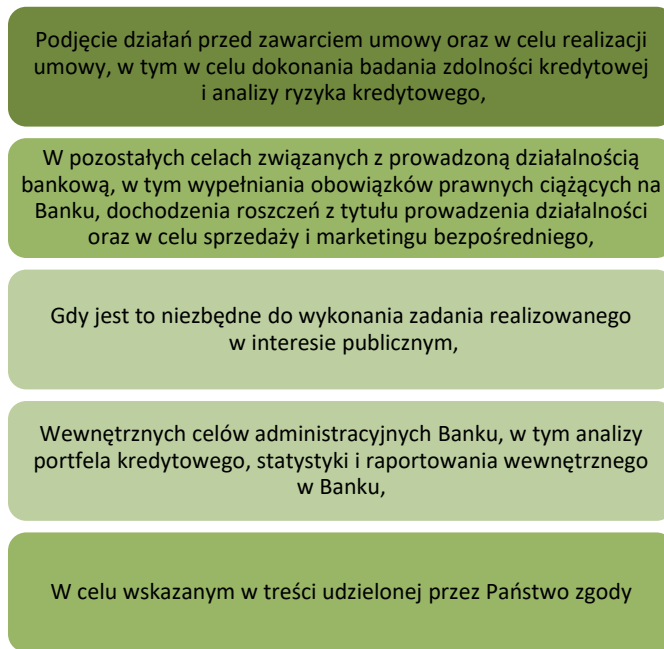 Podjęcie działań przed zawarciem umowy oraz w celu realizacji
umowy, w tym w celu dokonania badania zdolności kredytowej
i analizy ryzyka kredytowego,
W pozostałych celach związanych z prowadzoną działalnością
bankową, w tym wypełniania obowiązków prawnych ciążących na
Banku, dochodzenia roszczeń z tytułu prowadzenia działalności
oraz w celu sprzedaży i marketingu bezpośredniego,
Gdy jest to niezbędne do wykonania zadania realizowanego
w interesie publicznym,
Wewnętrznych celów administracyjnych Banku, w tym analizy
portfela kredytowego, statystyki i raportowania wewnętrznego
w Banku,
W celu wskazanym w treści udzielonej przez Państwo zgody